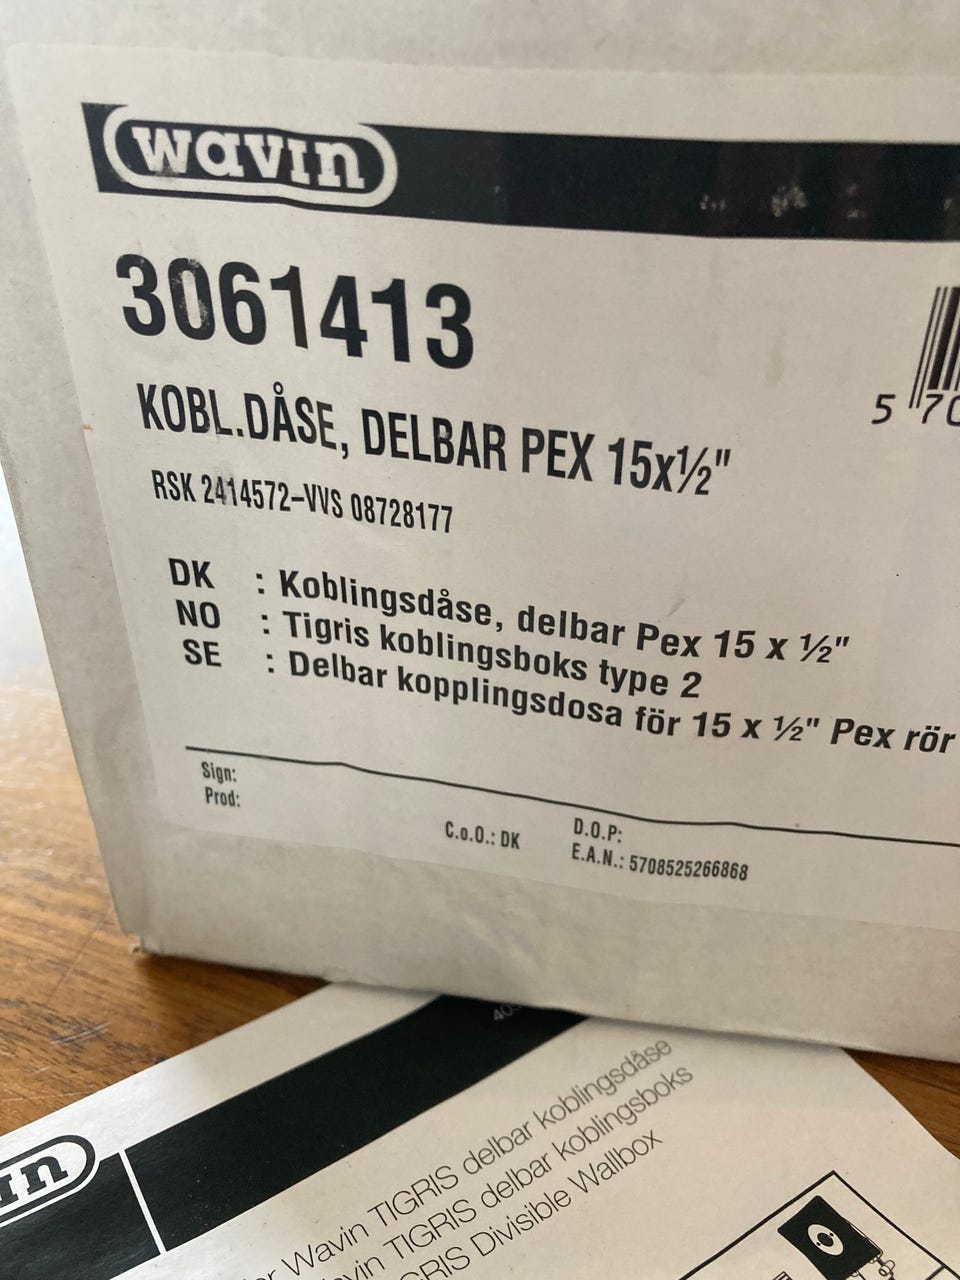 wavin
3061413
KOBL.DÅSE, DELBAR PEX 15x½"
RSK 2414572–VVS 08728177
5 70
DK : Koblingsdåse, delbar Pex 15 x ½"
NO : Tigris koblingsboks type 2
SE : Delbar kopplingsdosa för 15 x ½" Pex rör
Sign:
Prod:
C.o.O.: DK
D.O.P:
E.A.N.: 5708525266868
Wavin TIGRIS delbar koblingsdåse
TIGRIS delbar koblingsboks
Divisible Wallbox